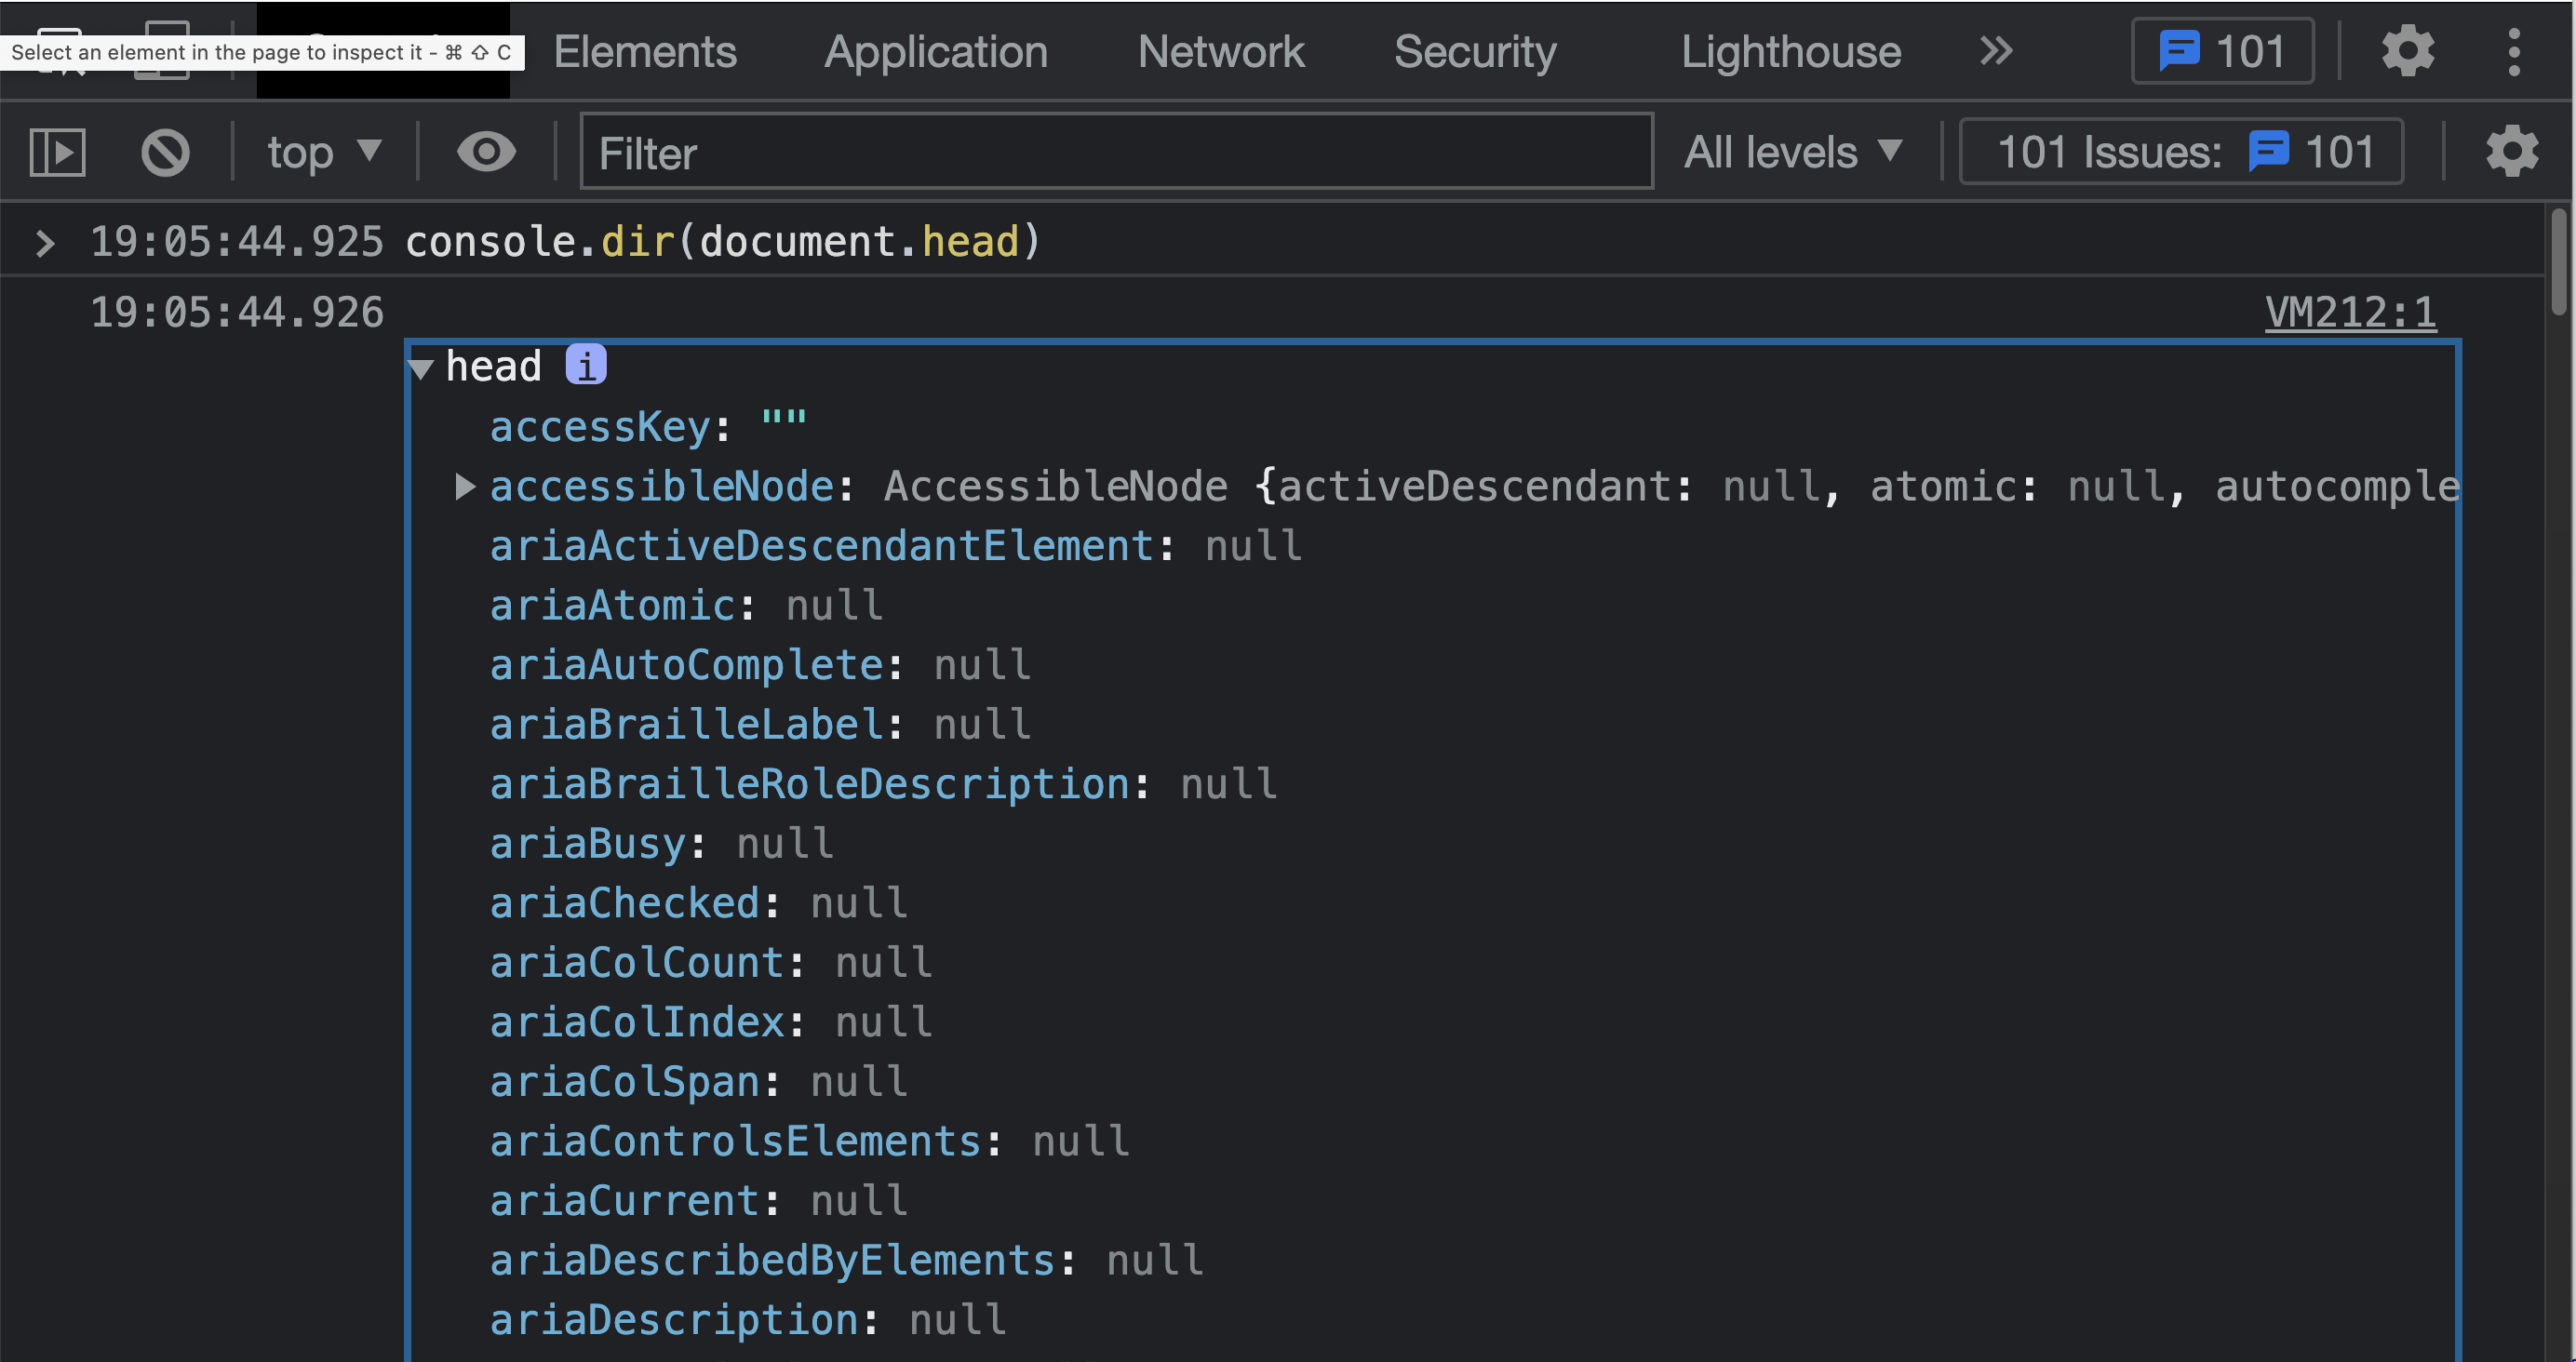 Select an element in the page to inspect it - ⌘ ⇧ C
Elements Application Network Security Lighthouse » 101
top ▼ Filter All levels ▼ 101 Issues: 101
> 19:05:44.925 console.dir(document.head)
19:05:44.926 VM212:1
▼ head i
accessKey: ""
▶ accessibleNode: AccessibleNode {activeDescendant: null, atomic: null, autocomple
ariaActiveDescendantElement: null
ariaAtomic: null
ariaAutoComplete: null
ariaBrailleLabel: null
ariaBrailleRoleDescription: null
ariaBusy: null
ariaChecked: null
ariaColCount: null
ariaColIndex: null
ariaColSpan: null
ariaControlsElements: null
ariaCurrent: null
ariaDescribedByElements: null
ariaDescription: null